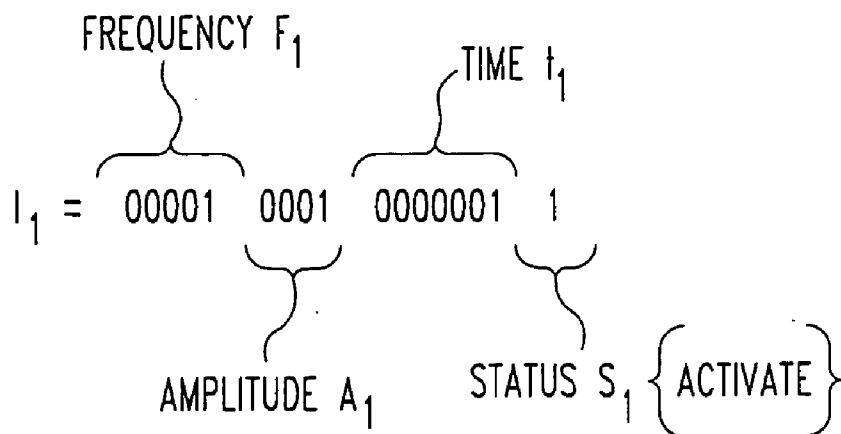 FREQUENCY F1
TIME t1
I1 = 00001 0001 0000001 1
AMPLITUDE A1
STATUS S1 {ACTIVATE}